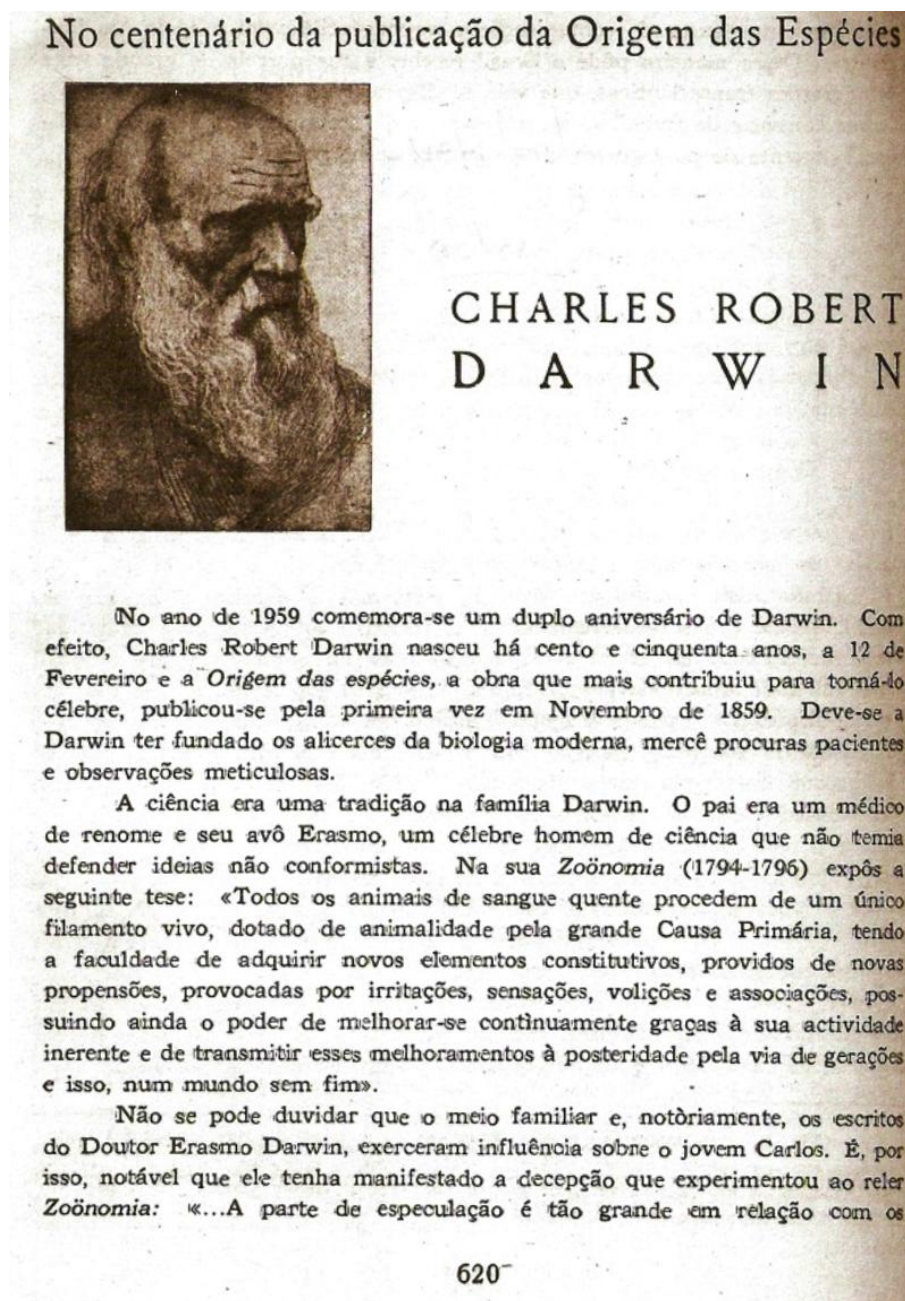 No centenário da publicação da Origem das Espécies
CHARLES ROBERT
DARWIN
No ano de 1959 comemora-se um duplo aniversário de Darwin. Com
efeito, Charles Robert Darwin nasceu há cento e cinquenta anos, a 12 de
Fevereiro e a Origem das espécies, a obra que mais contribuiu para torná-lo
célebre, publicou-se pela primeira vez em Novembro de 1859. Deve-se a
Darwin ter fundado os alicerces da biologia moderna, mercê procuras pacientes
e observações meticulosas.
A ciência era uma tradição na família Darwin. O pai era um médico
de renome e seu avô Erasmo, um célebre homem de ciência que não temia
defender ideias não conformistas. Na sua Zoönomia (1794-1796) expôs a
seguinte tese: «Todos os animais de sangue quente procedem de um único
filamento vivo, dotado de animalidade pela grande Causa Primária, tendo
a faculdade de adquirir novos elementos constitutivos, providos de novas
propensões, provocadas por irritações, sensações, volições e associações, pos-
suindo ainda o poder de melhorar-se contìnuamente graças à sua actividade
inerente e de transmitir esses melhoramentos à posteridade pela via de gerações
e isso, num mundo sem fim».
Não se pode duvidar que o meio familiar e, notòriamente, os escritos
do Doutor Erasmo Darwin, exerceram influência sobre o jovem Carlos. É, por
isso, notável que ele tenha manifestado a decepção que experimentou ao reler
Zoönomia: «...A parte de especulação é tão grande em relação com os
620